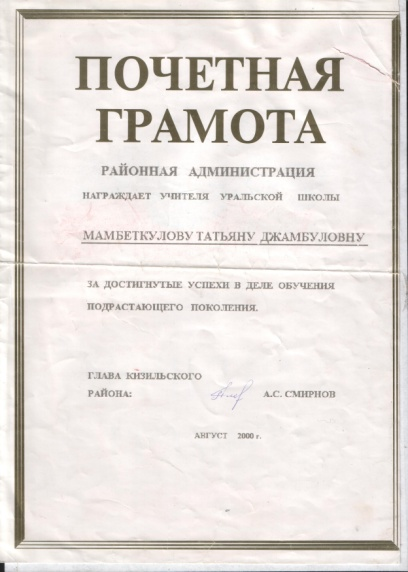 ПОЧЕТНАЯ
ГРАМОТА
РАЙОННАЯ АДМИНИСТРАЦИЯ
НАГРАЖДАЕТ УЧИТЕЛЯ УРАЛЬСКОЙ ШКОЛЫ
МАМБЕТКУЛОВУ ТАТЬЯНУ ДЖАМБУЛОВНУ
ЗА ДОСТИГНУТЫЕ УСПЕХИ В ДЕЛЕ ОБУЧЕНИЯ
ПОДРАСТАЮЩЕГО ПОКОЛЕНИЯ.
ГЛАВА КИЗИЛЬСКОГО
РАЙОНА: А.С. СМИРНОВ
АВГУСТ 2000 г.